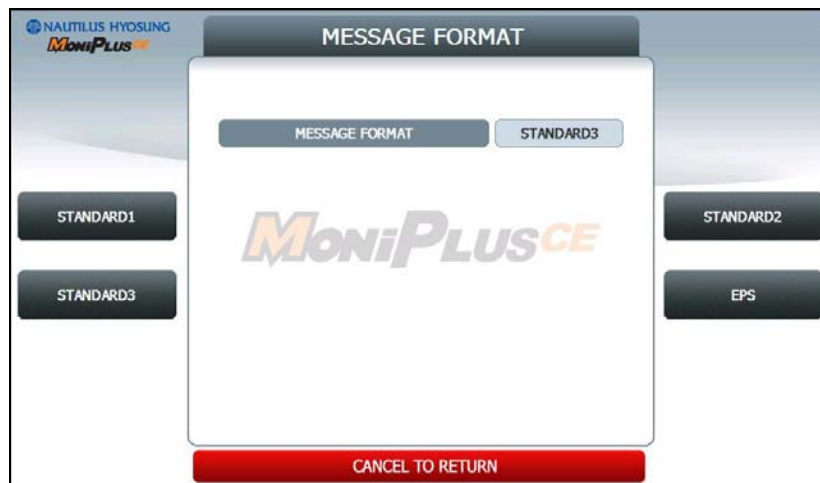 NAUTILUS HYOSUNG
MoniPlusCE
MESSAGE FORMAT
MESSAGE FORMAT STANDARD3
STANDARD1
STANDARD2
MoniPlusCE
STANDARD3
EPS
CANCEL TO RETURN